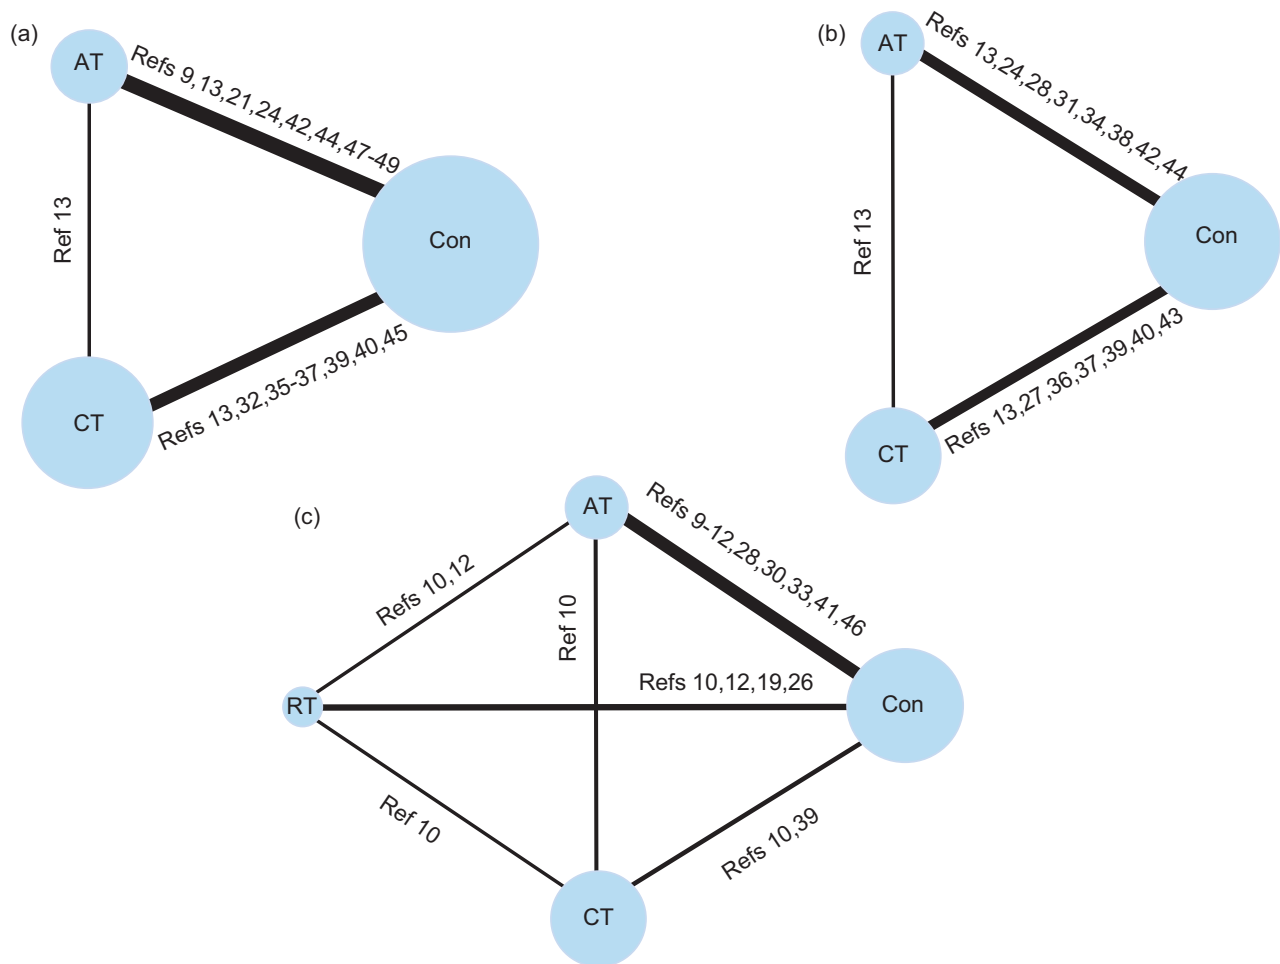 (a)
AT
Refs 9,13,21,24,42,44,47-49
Ref 13
Con
CT
Refs 13,32,35-37,39,40,45
(b)
AT
Refs 13,24,28,31,34,38,42,44
Ref 13
Con
CT
Refs 13,27,36,37,39,40,43
(c)
AT
Refs 9-12,28,30,33,41,46
Refs 10,12
Ref 10
Refs 10,12,19,26
RT
Con
Ref 10
Refs 10,39
CT